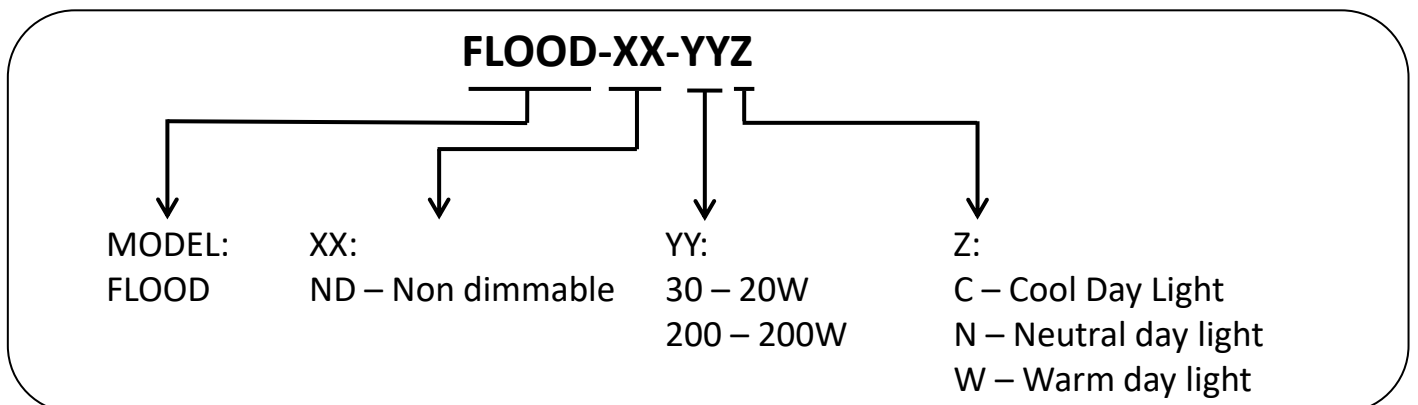 FLOOD-XX-YYZ
MODEL:
FLOOD
XX:
ND – Non dimmable
YY:
30 – 20W
200 – 200W
Z:
C – Cool Day Light
N – Neutral day light
W – Warm day light